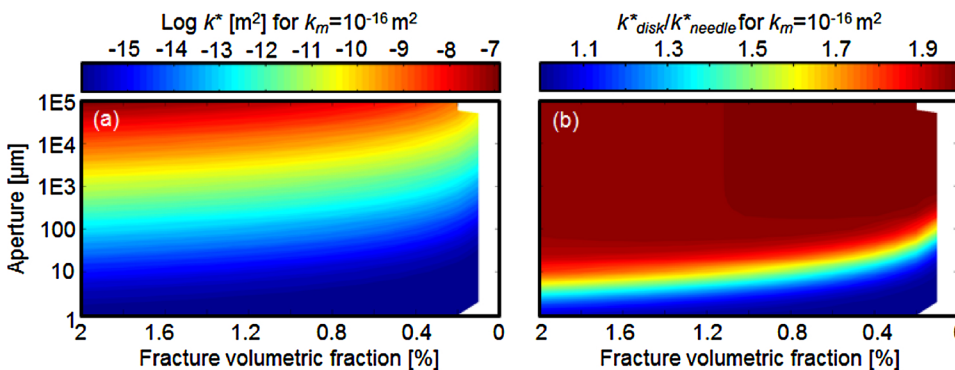 Log k* [m²] for kₘ=10⁻¹⁶ m²
-15 -14 -13 -12 -11 -10 -9 -8 -7
k*disk/k*needle for kₘ=10⁻¹⁶ m²
1.1 1.3 1.5 1.7 1.9
Aperture [µm]
1E5
1E4
1E3
100
10
1
(a)
2 1.6 1.2 0.8 0.4 0
Fracture volumetric fraction [%]
(b)
2 1.6 1.2 0.8 0.4 0
Fracture volumetric fraction [%]